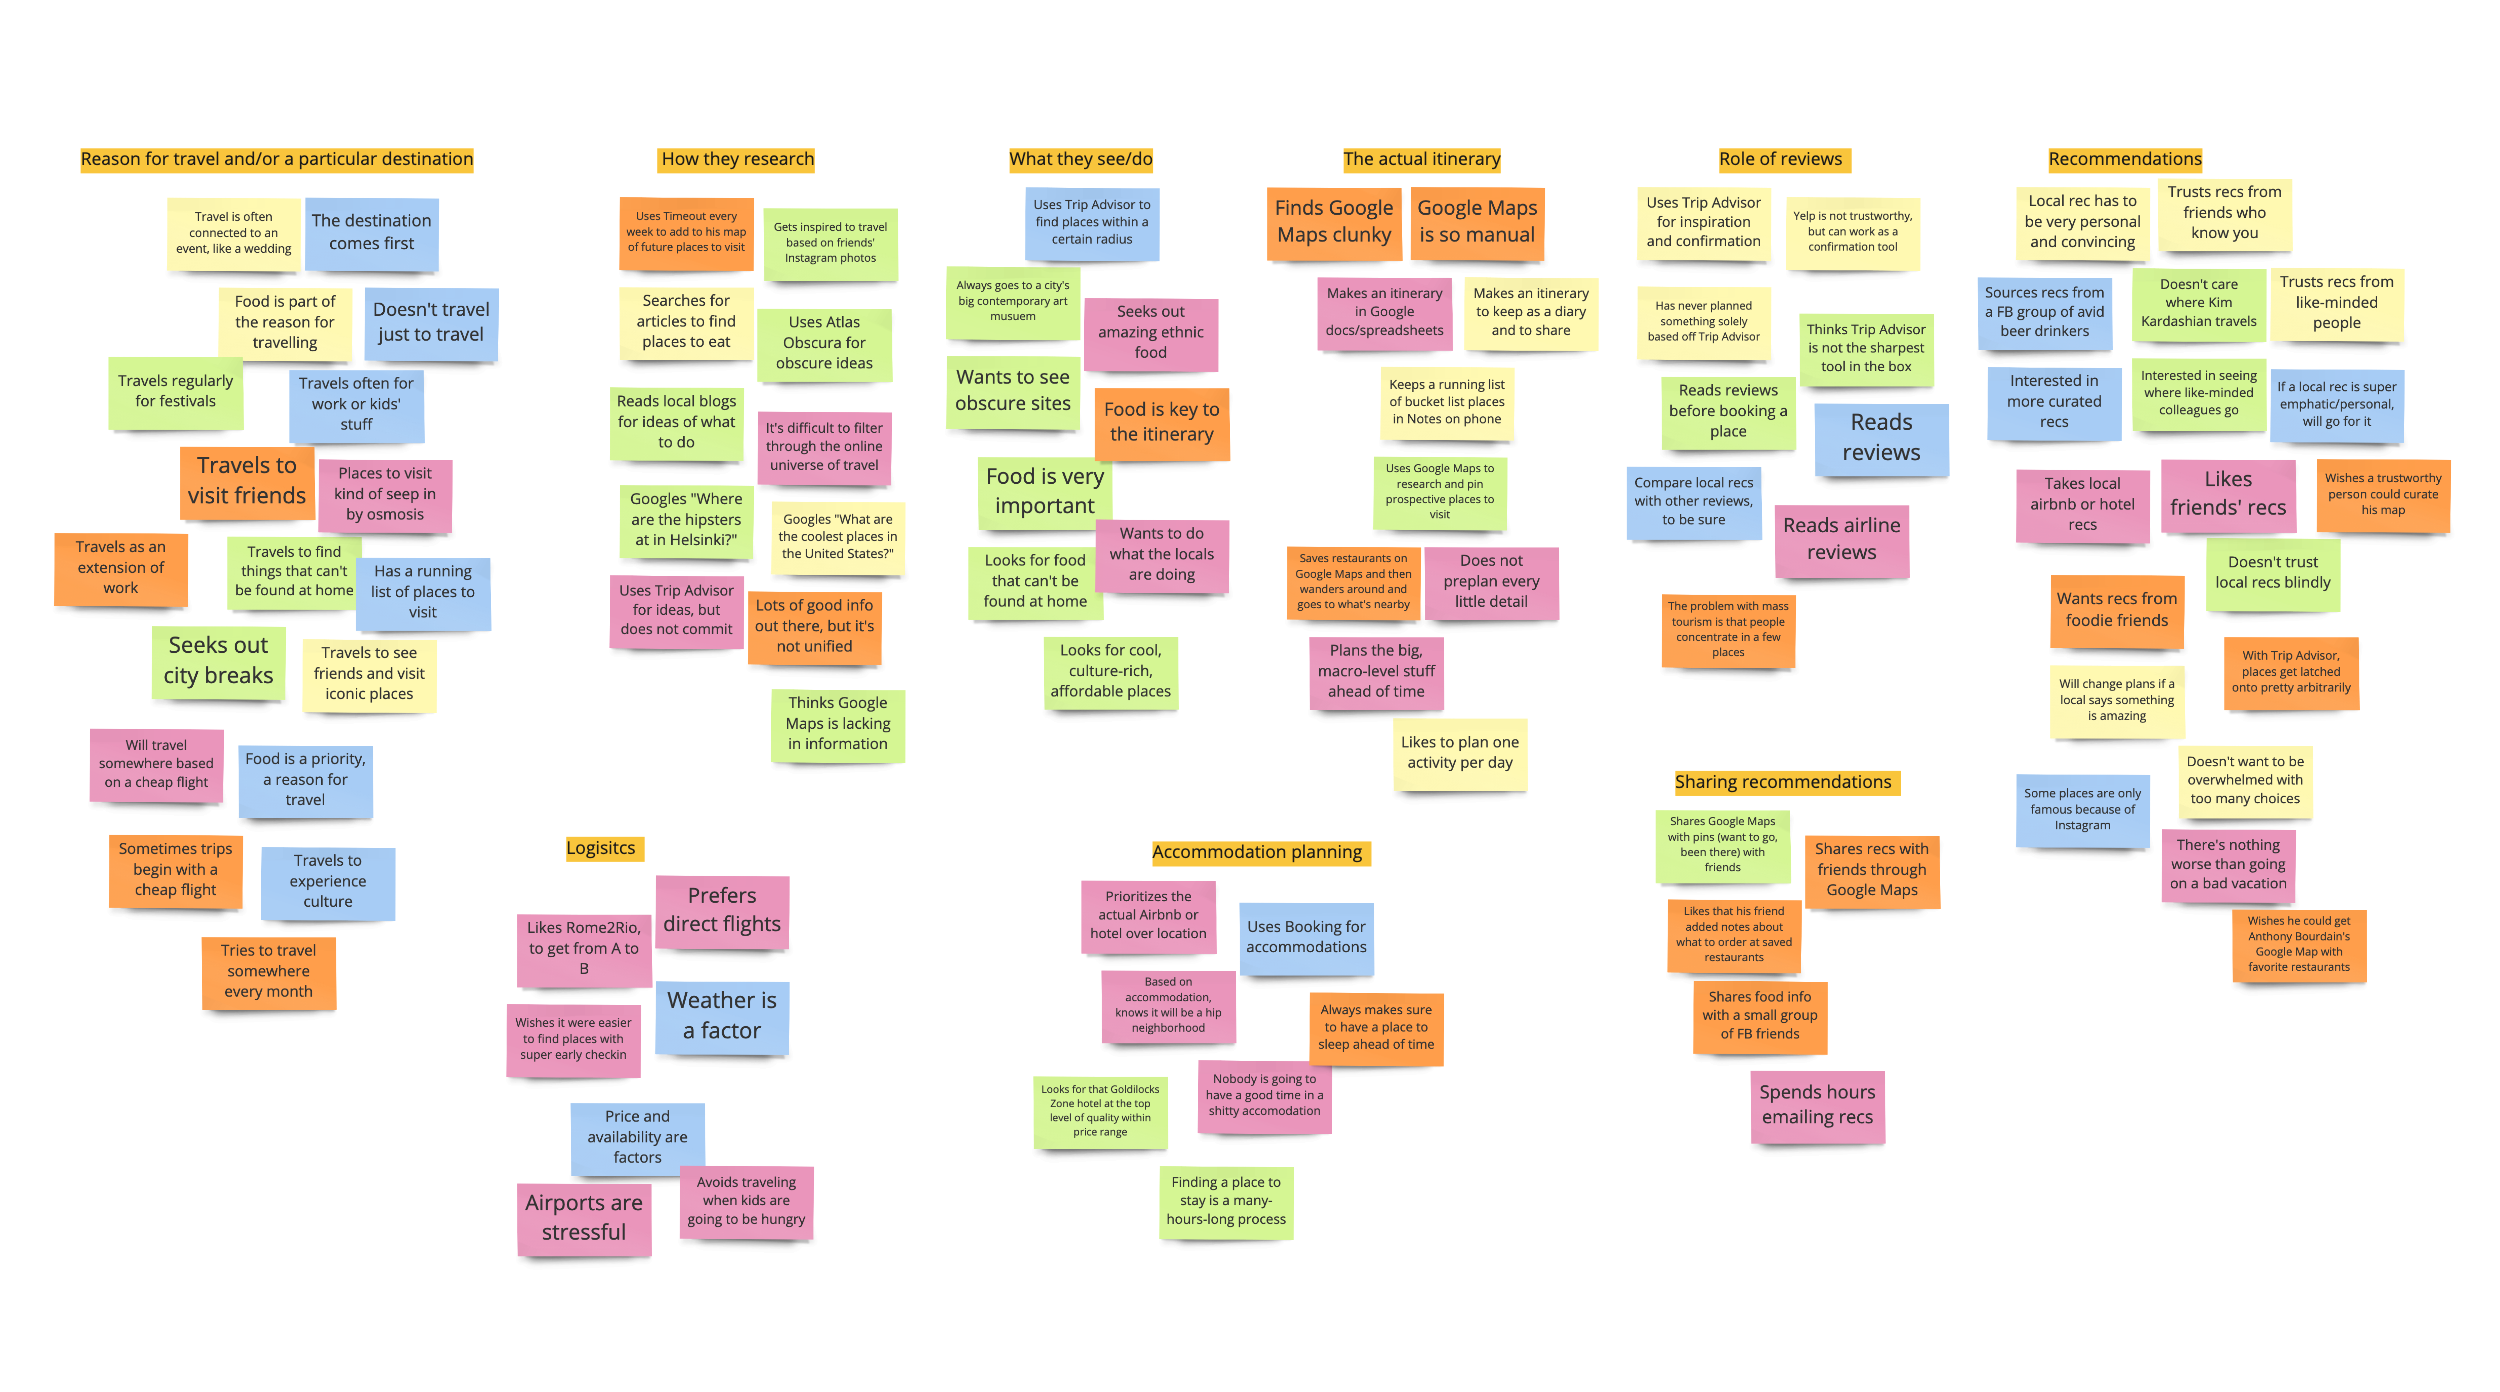 Reason for travel and/or a particular destination
Travel is often
connected to an
event, like a wedding
The destination
comes first
Food is part of
the reason for
travelling
Doesn't travel
just to travel
Travels regularly
for festivals
Travels often for
work or kids'
stuff
Travels to
visit friends
Places to visit
kind of seep in
by osmosis
Travels as an
extension of
work
Travels to find
things that can't
be found at home
Has a running
list of places to
visit
Seeks out
city breaks
Travels to see
friends and visit
iconic places
Will travel
somewhere based
on a cheap flight
Food is a priority,
a reason for
travel
Sometimes trips
begin with a
cheap flight
Travels to
experience
culture
Tries to travel
somewhere
every month
How they research
Uses Timeout every
week to add to his map
of future places to visit
Gets inspired to travel
based on friends'
Instagram photos
Searches for
articles to find
places to eat
Uses Atlas
Obscura for
obscure ideas
Reads local blogs
for ideas of what
to do
It's difficult to filter
through the online
universe of travel
Googles "Where
are the hipsters
at in Helsinki?"
Googles "What are
the coolest places in
the United States?"
Uses Trip Advisor
for ideas, but
does not commit
Lots of good info
out there, but it's
not unified
Thinks Google
Maps is lacking
in information
Logisitcs
Prefers
direct flights
Likes Rome2Rio,
to get from A to
B
Weather is
a factor
Wishes it were easier
to find places with
super early checkin
Price and
availability are
factors
Airports are
stressful
Avoids traveling
when kids are
going to be hungry
What they see/do
Uses Trip Advisor to
find places within a
certain radius
Always goes to a city's
big contemporary art
musuem
Seeks out
amazing ethnic
food
Wants to see
obscure sites
Food is key to
the itinerary
Food is very
important
Wants to do
what the locals
are doing
Looks for food
that can't be
found at home
Looks for cool,
culture-rich,
affordable places
The actual itinerary
Finds Google
Maps clunky
Google Maps
is so manual
Makes an itinerary
in Google
docs/spreadsheets
Makes an itinerary
to keep as a diary
and to share
Keeps a running list
of bucket list places
in Notes on phone
Uses Google Maps to
research and pin
prospective places to
visit
Saves restaurants on
Google Maps and then
wanders around and
goes to what's nearby
Does not
preplan every
little detail
Plans the big,
macro-level stuff
ahead of time
Likes to plan one
activity per day
Accommodation planning
Prioritizes the
actual Airbnb or
hotel over location
Uses Booking for
accommodations
Based on
accommodation,
knows it will be a hip
neighborhood
Always makes sure
to have a place to
sleep ahead of time
Looks for that Goldilocks
Zone hotel at the top
level of quality within
price range
Nobody is going to
have a good time in a
shitty accomodation
Finding a place to
stay is a many-
hours-long process
Role of reviews
Uses Trip Advisor
for inspiration
and confirmation
Yelp is not trustworthy,
but can work as a
confirmation tool
Has never planned
something solely
based off Trip Advisor
Thinks Trip Advisor
is not the sharpest
tool in the box
Reads reviews
before booking a
place
Reads
reviews
Compare local recs
with other reviews,
to be sure
Reads airline
reviews
The problem with mass
tourism is that people
concentrate in a few
places
Sharing recommendations
Shares Google Maps
with pins (want to go,
been there) with
friends
Shares recs with
friends through
Google Maps
Likes that his friend
added notes about
what to order at saved
restaurants
Shares food info
with a small group
of FB friends
Spends hours
emailing recs
Recommendations
Local rec has to
be very personal
and convincing
Trusts recs from
friends who
know you
Sources recs from
a FB group of avid
beer drinkers
Doesn't care
where Kim
Kardashian travels
Trusts recs from
like-minded
people
Interested in
more curated
recs
Interested in seeing
where like-minded
colleagues go
If a local rec is super
emphatic/personal,
will go for it
Takes local
airbnb or hotel
recs
Likes
friends' recs
Wishes a trustworthy
person could curate
his map
Doesn't trust
local recs blindly
Wants recs from
foodie friends
With Trip Advisor,
places get latched
onto pretty arbitrarily
Will change plans if a
local says something
is amazing
Doesn't want to be
overwhelmed with
too many choices
Some places are only
famous because of
Instagram
There's nothing
worse than going
on a bad vacation
Wishes he could get
Anthony Bourdain's
Google Map with
favorite restaurants